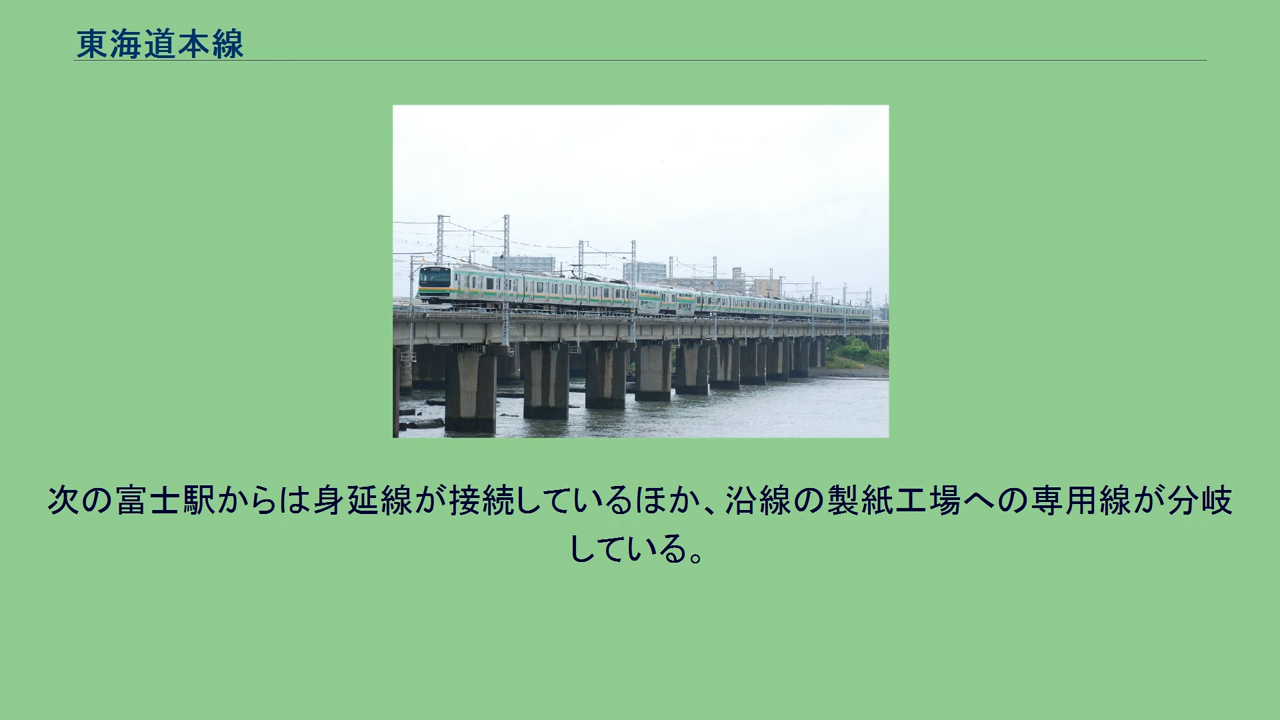 東海道本線
次の富士駅からは身延線が接続しているほか、沿線の製紙工場への専用線が分岐
している。